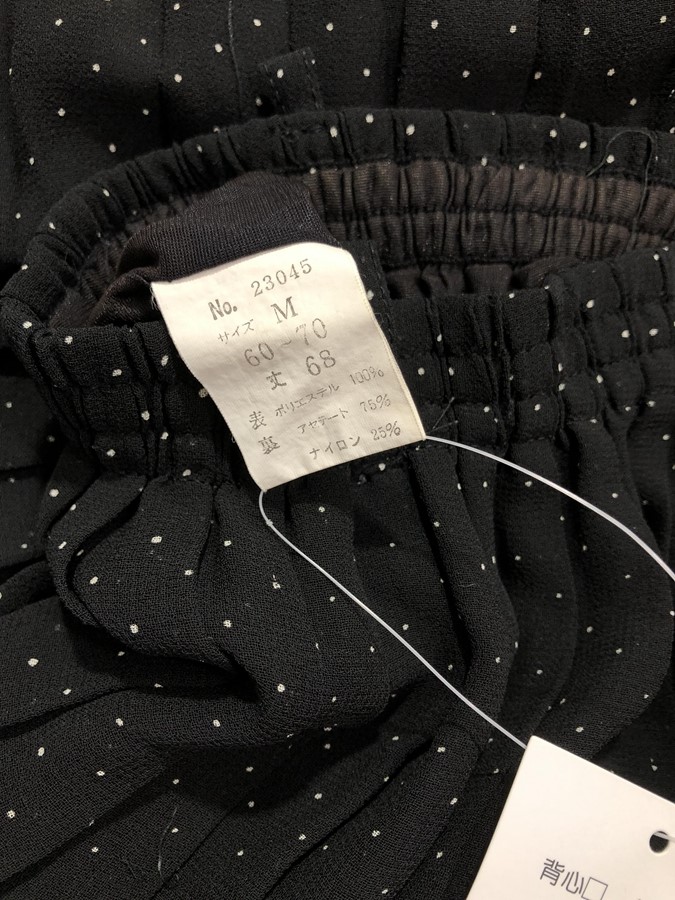 No. 23045
サイズ M
60~70
丈 68
表 ポリエステル 100%
裏 アセテート 75%
ナイロン 25%
背心□